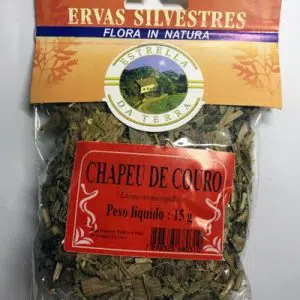 ERVAS SILVESTRES
FLORA IN NATURA
ESTRELLA
DA TERRA
CHAPEU DE COURO
Peso líquido : 15 g